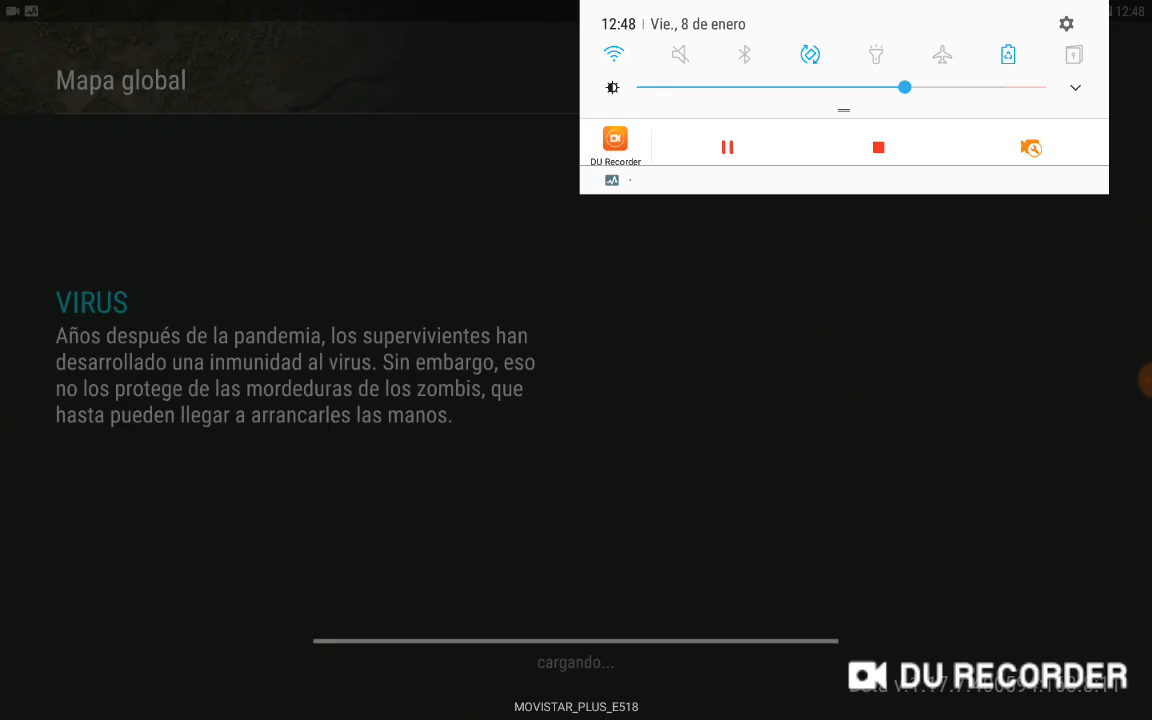 12:48 | Vie., 8 de enero
12:48
Mapa global
DU Recorder
VIRUS
Años después de la pandemia, los supervivientes han
desarrollado una inmunidad al virus. Sin embargo, eso
no los protege de las mordeduras de los zombis, que
hasta pueden llegar a arrancarles las manos.
cargando...
DU RECORDER
MOVISTAR_PLUS_E518